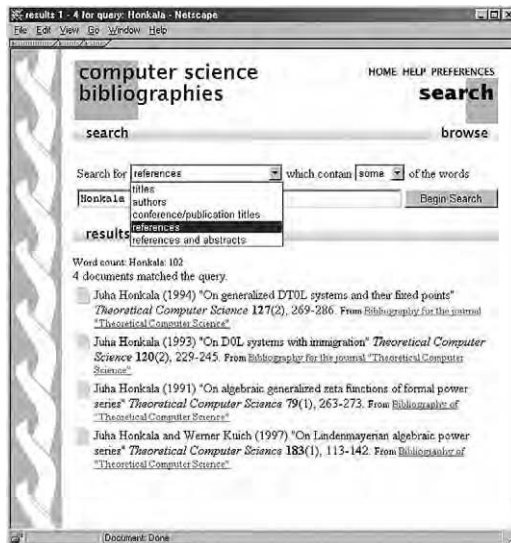 results 1 - 4 for query: Honkala - Netscape
File Edit View Go Window Help
computer science
bibliographies
HOME HELP PREFERENCES
search
search
browse
Search for references which contain some of the words
titles
Honkala
authors
Begin Search
conference/publication titles
references
results
references and abstracts
Word count: Honkala: 102
4 documents matched the query.
Juha Honkala (1994) "On generalized DT0L systems and their fixed points"
Theoretical Computer Science 127(2), 269-286. From Bibliography for the journal
"Theoretical Computer Science"
Juha Honkala (1993) "On D0L systems with immigration" Theoretical Computer
Science 120(2), 229-245. From Bibliography for the journal "Theoretical Computer
Science"
Juha Honkala (1991) "On algebraic generalized zeta functions of formal power
series" Theoretical Computer Science 79(1), 263-273. From Bibliography of
"Theoretical Computer Science"
Juha Honkala and Werner Kuich (1997) "On Lindenmayerian algebraic power
series" Theoretical Computer Science 183(1), 113-142. From Bibliography of
"Theoretical Computer Science"
Document: Done